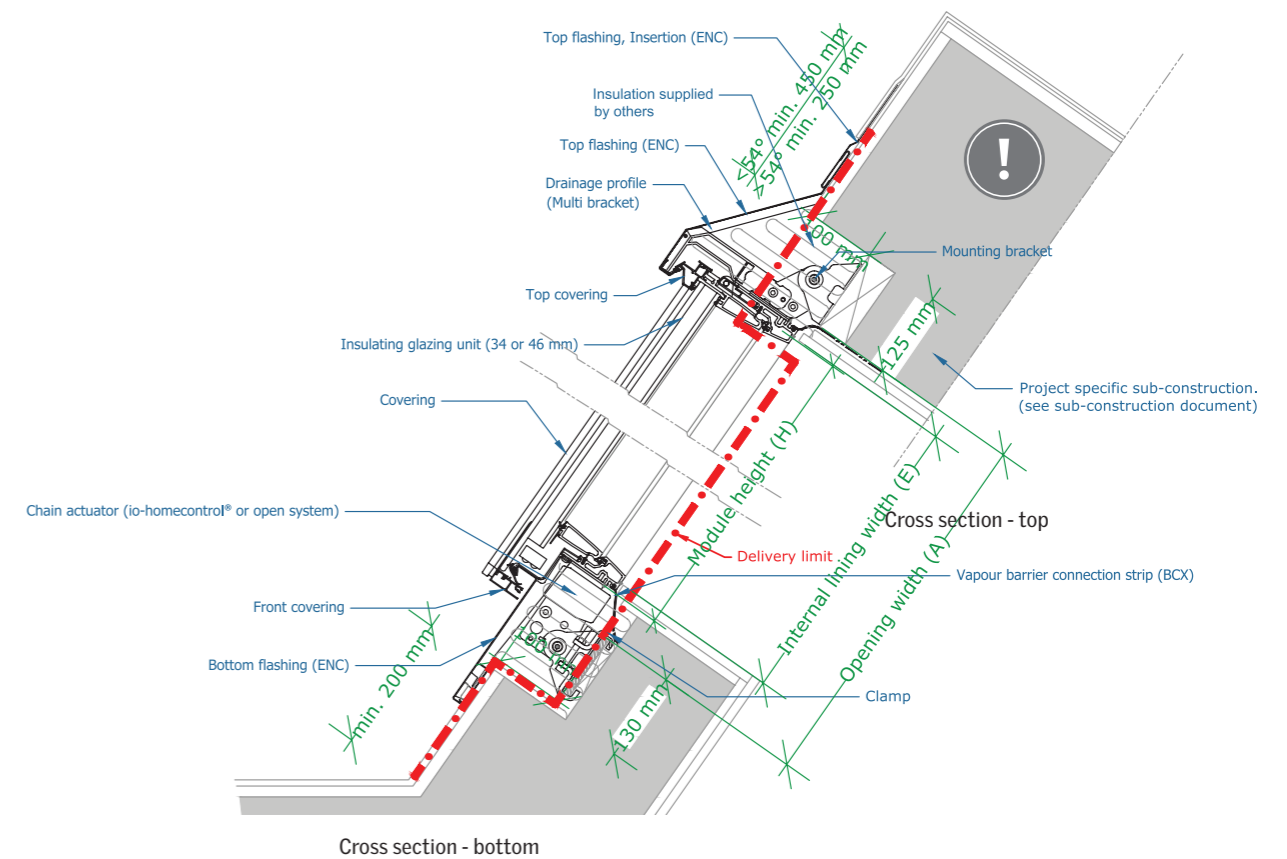 Top flashing, Insertion (ENC)
Insulation supplied
by others
Top flashing (ENC)
Drainage profile
(Multi bracket)
<54° min. 450 mm
>54° min. 250 mm
!
100 mm
Mounting bracket
Top covering
125 mm
Insulating glazing unit (34 or 46 mm)
Project specific sub-construction.
(see sub-construction document)
Covering
Module height (H)
Internal lining width (E)
Opening width (A)
Chain actuator (io-homecontrol® or open system)
Cross section - top
Delivery limit
Vapour barrier connection strip (BCX)
Front covering
min. 200 mm
Bottom flashing (ENC)
Clamp
130 mm
Cross section - bottom